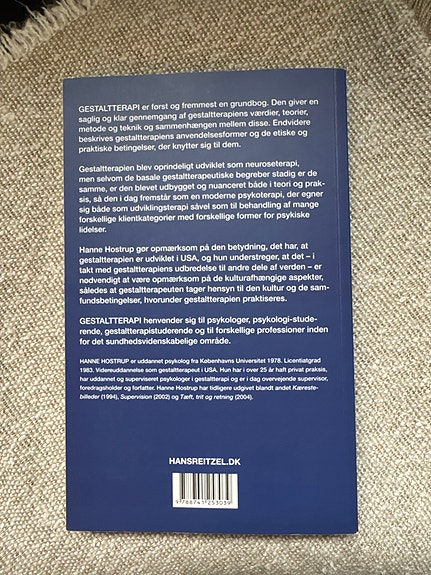 GESTALTTERAPI er først og fremmest en grundbog. Den giver en
saglig og klar gennemgang af gestaltterapiens værdier, teorier,
metode og teknik og sammenhængen mellem disse. Endvidere
beskrives gestaltterapiens anvendelsesformer og de etiske og
praktiske betingelser, der knytter sig til dem.
Gestaltterapien blev oprindeligt udviklet som neuroseterapi,
men selvom de basale gestaltterapeutiske begreber stadig er de
samme, er den blevet udbygget og nuanceret både i teori og prak-
sis, så den i dag fremstår som en moderne psykoterapi, der egner
sig både som udviklingsterapi såvel som til behandling af mange
forskellige klientkategorier med forskellige former for psykiske
lidelser.
Hanne Hostrup gør opmærksom på den betydning, det har, at
gestaltterapien er udviklet i USA, og hun understreger, at det – i
takt med gestaltterapiens udbredelse til andre dele af verden – er
nødvendigt at være opmærksom på de kulturafhængige aspekter,
således at gestaltterapeuten tager hensyn til den kultur og de sam-
fundsbetingelser, hvorunder gestaltterapien praktiseres.
GESTALTTERAPI henvender sig til psykologer, psykologi-stude-
rende, gestaltterapistuderende og til forskellige professioner inden
for det sundhedsvidenskabelige område.
HANNE HOSTRUP er uddannet psykolog fra Københavns Universitet 1978. Licentiatgrad
1983. Videreuddannelse som gestaltterapeut i USA. Hun har i over 25 år haft privat praksis,
har uddannet og superviseret psykologer i gestaltterapi og er i dag overvejende supervisor,
foredragsholder og forfatter. Hanne Hostrup har tidligere udgivet blandt andet Kæreste-
billeder (1994), Supervision (2002) og Tæft, trit og retning (2004).
HANSREITZEL.DK
9 788741 253039